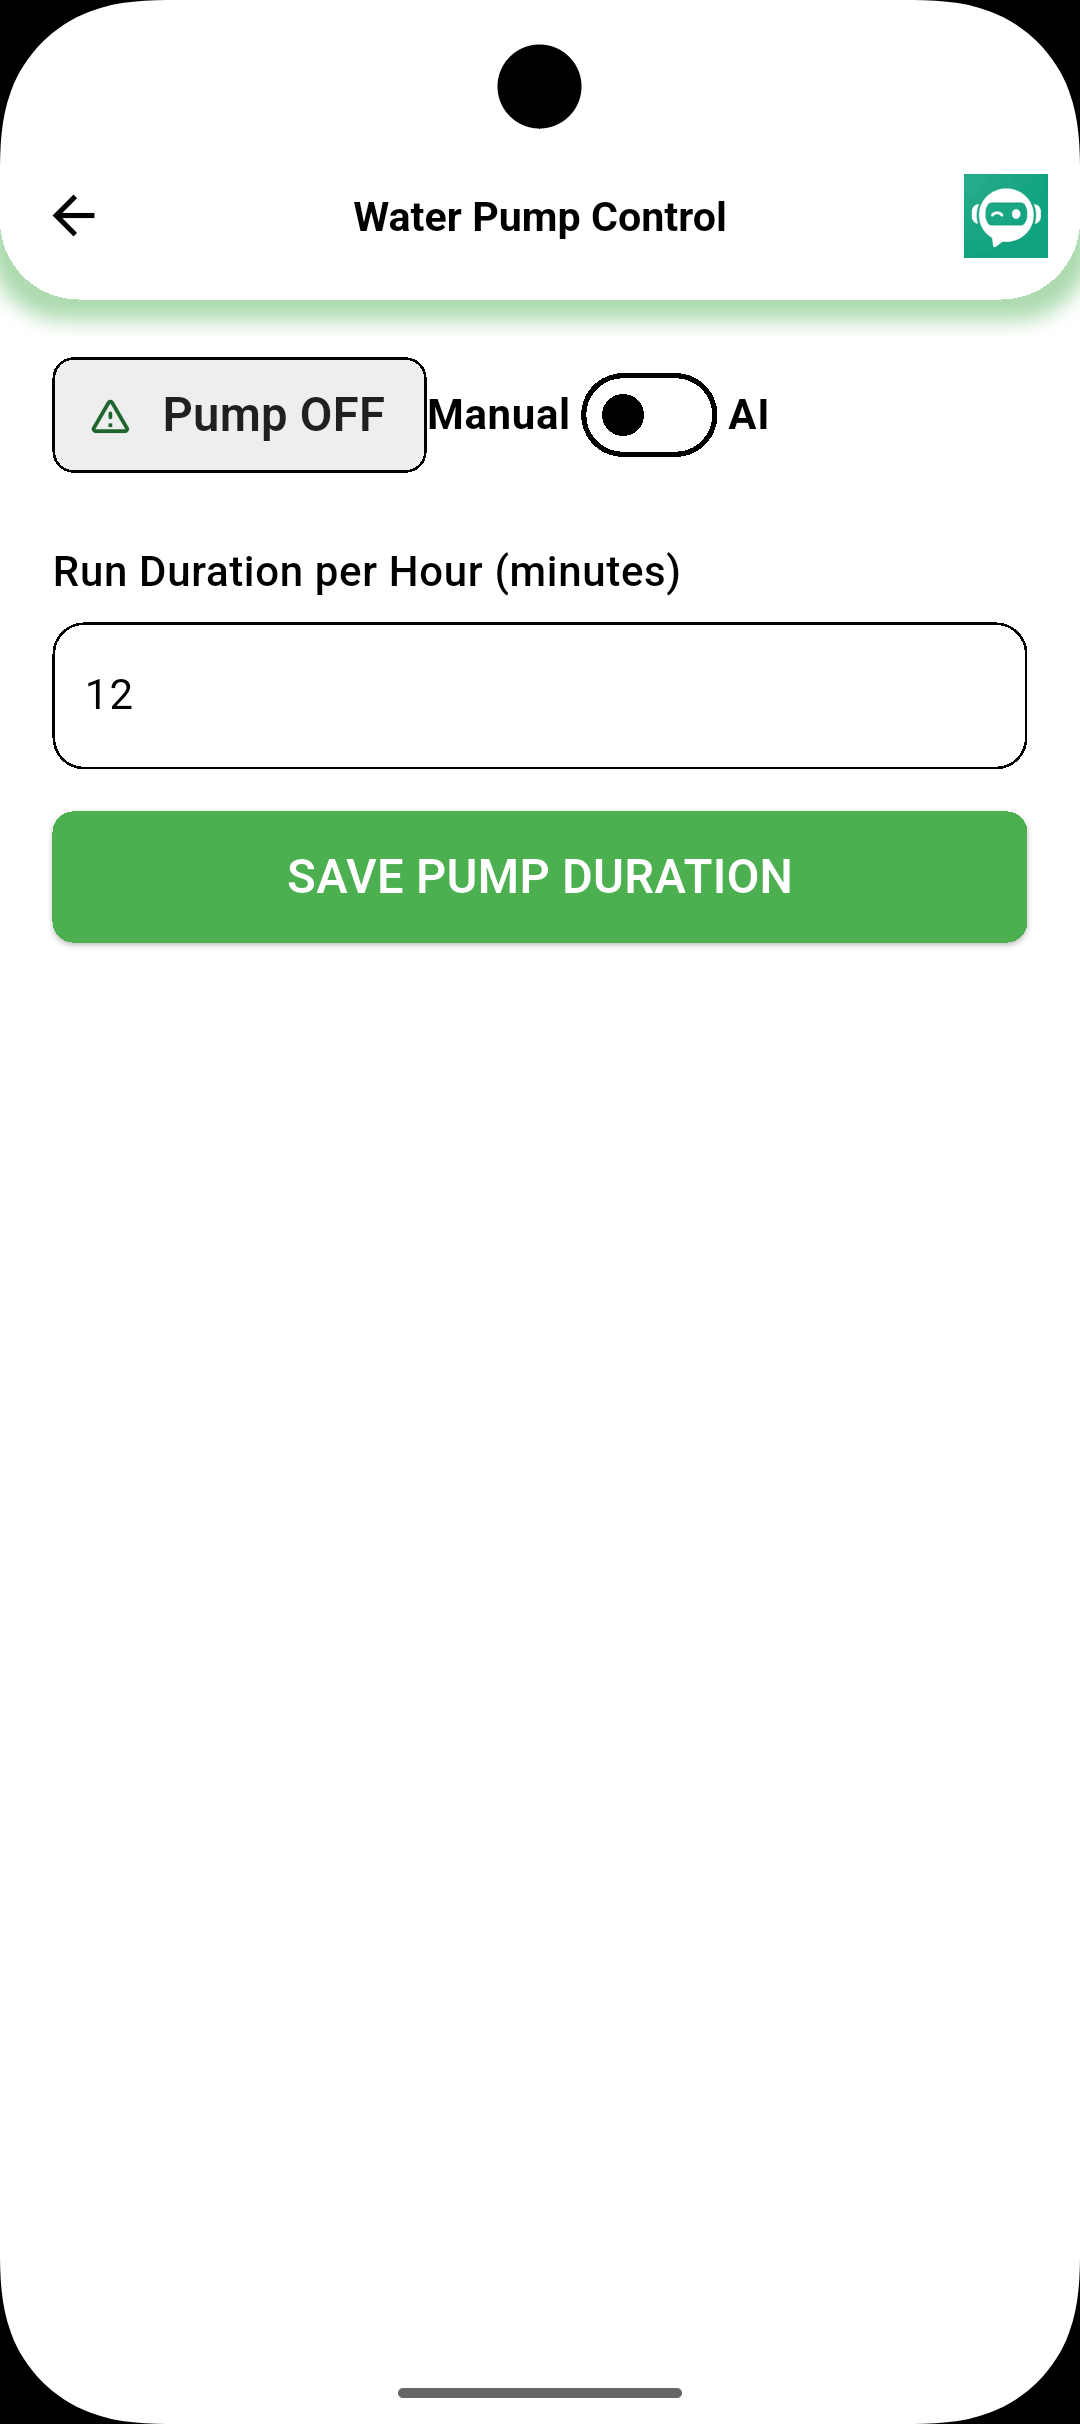 Water Pump Control
Pump OFF Manual AI
Run Duration per Hour (minutes)
12
SAVE PUMP DURATION